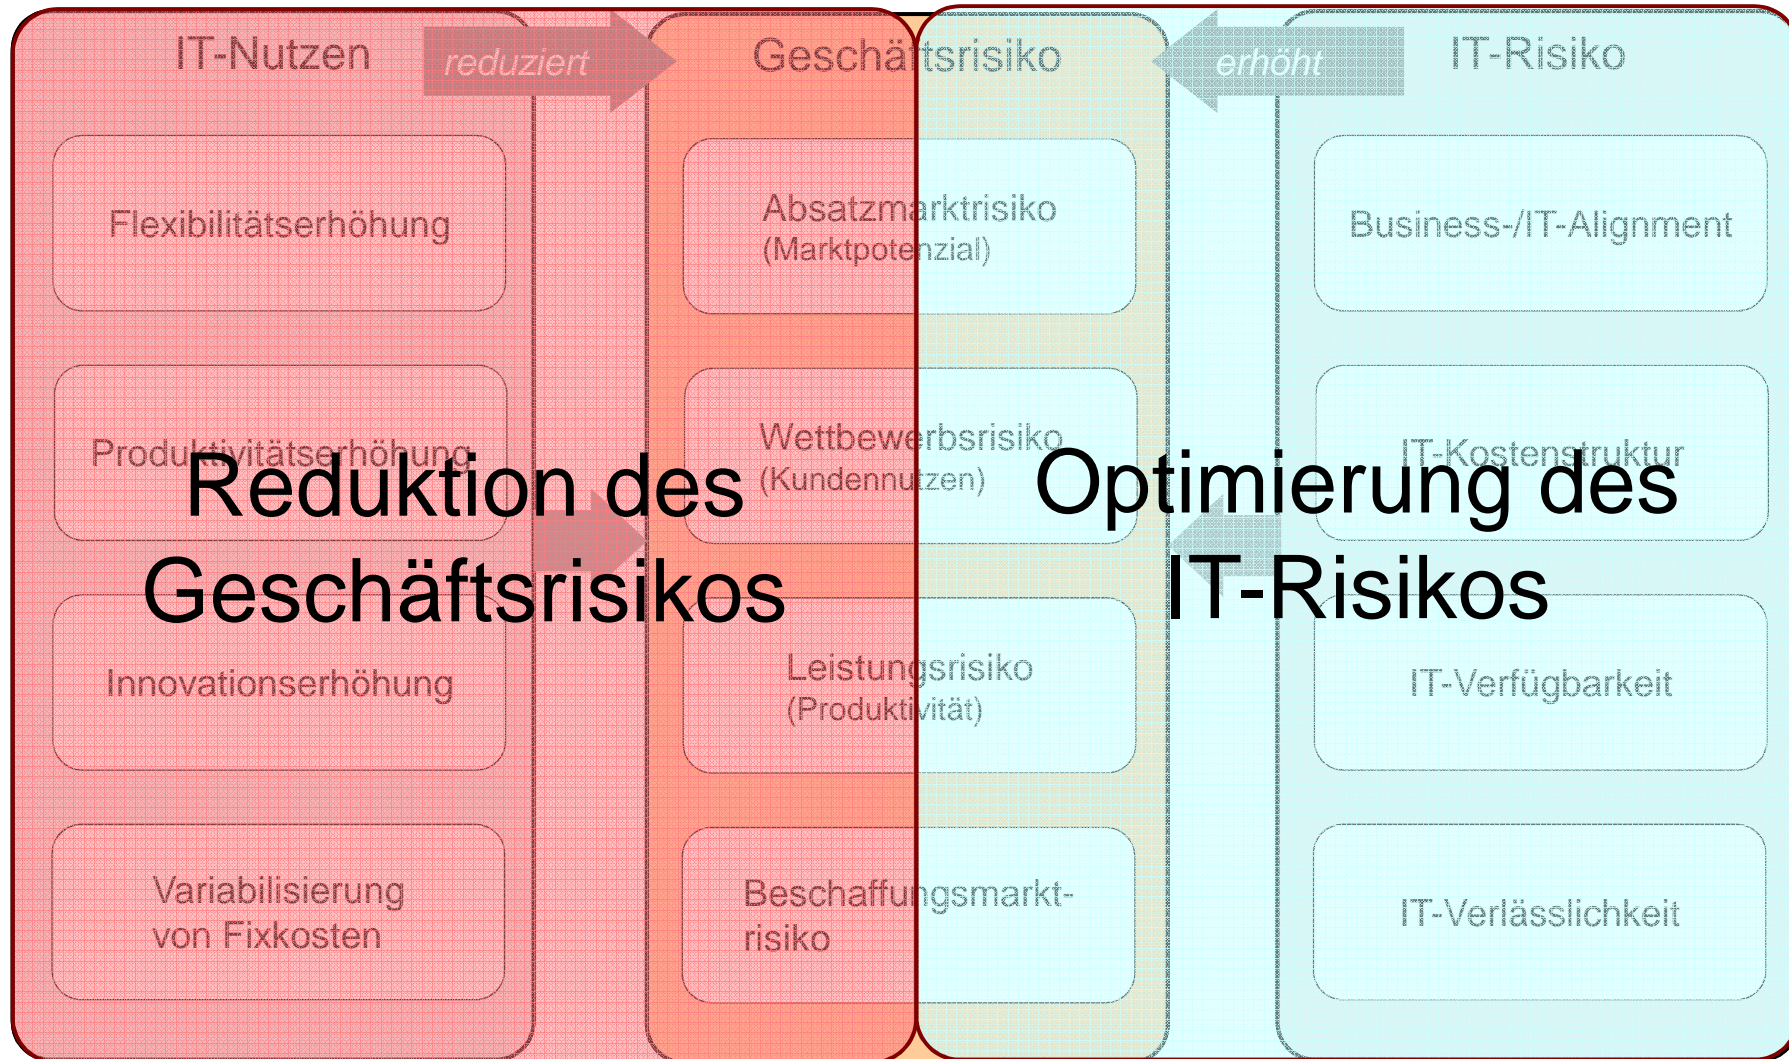 IT-Nutzen
reduziert
Geschäftsrisiko
erhöht
IT-Risiko
Flexibilitätserhöhung
Produktivitätserhöhung
Innovationserhöhung
Variabilisierung
von Fixkosten
Absatzmarktrisiko
(Marktpotenzial)
Wettbewerbsrisiko
(Kundennutzen)
Leistungsrisiko
(Produktivität)
Beschaffungsmarkt-
risiko
Business-/IT-Alignment
IT-Kostenstruktur
IT-Verfügbarkeit
IT-Verlässlichkeit
Reduktion des
Geschäftsrisikos
Optimierung des
IT-Risikos